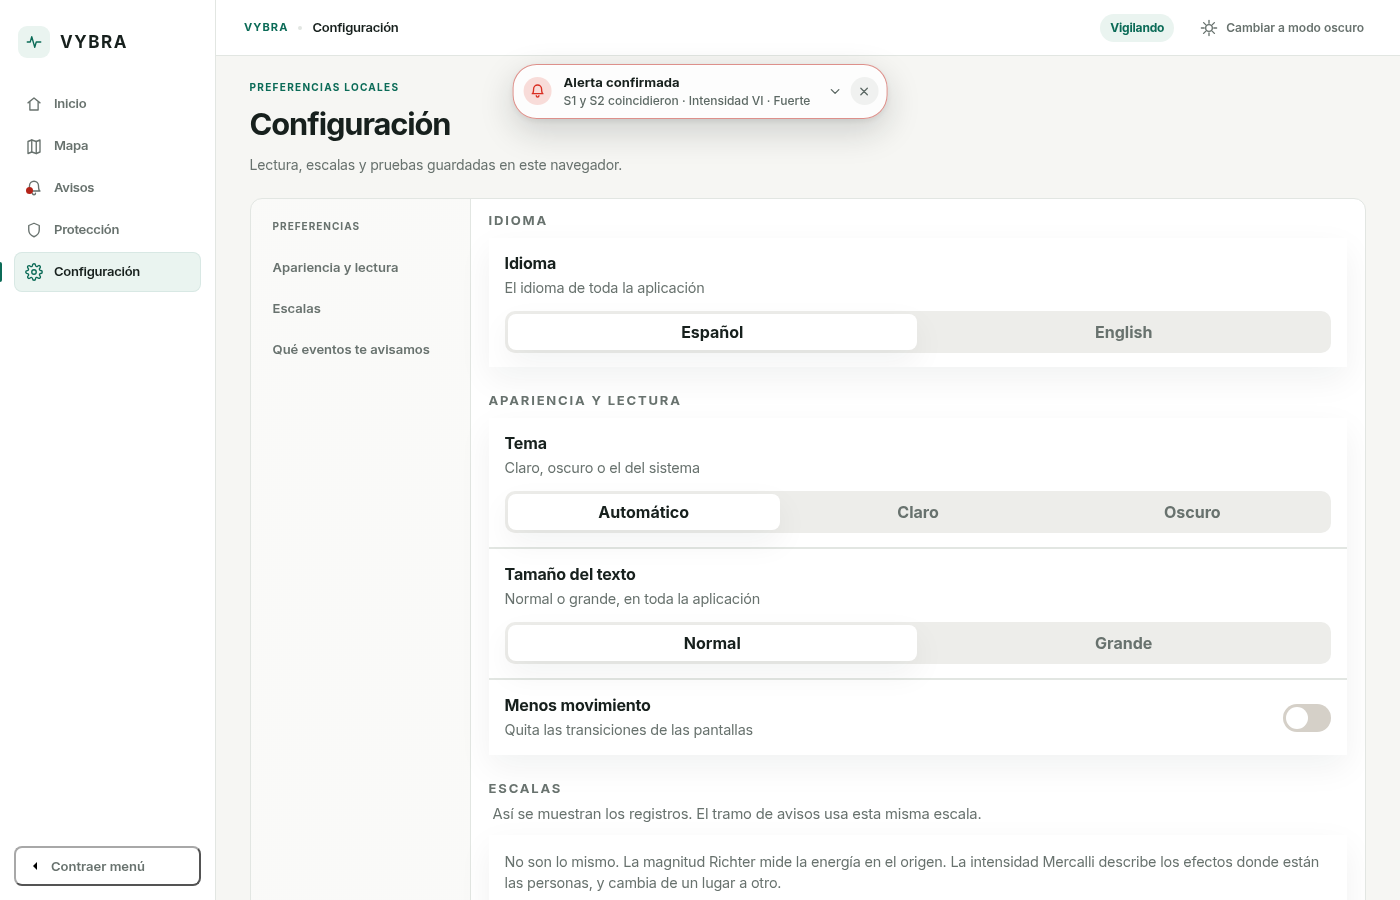 VYBRA
Inicio
Mapa
Avisos
Protección
Configuración
Contraer menú
VYBRA
Configuración
Vigilando
Cambiar a modo oscuro
Alerta confirmada
S1 y S2 coincidieron · Intensidad VI · Fuerte
PREFERENCIAS LOCALES
Configuración
Lectura, escalas y pruebas guardadas en este navegador.
PREFERENCIAS
Apariencia y lectura
Escalas
Qué eventos te avisamos
IDIOMA
Idioma
El idioma de toda la aplicación
Español
English
APARIENCIA Y LECTURA
Tema
Claro, oscuro o el del sistema
Automático
Claro
Oscuro
Tamaño del texto
Normal o grande, en toda la aplicación
Normal
Grande
Menos movimiento
Quita las transiciones de las pantallas
ESCALAS
Así se muestran los registros. El tramo de avisos usa esta misma escala.
No son lo mismo. La magnitud Richter mide la energía en el origen. La intensidad Mercalli describe los efectos donde están
las personas, y cambia de un lugar a otro.